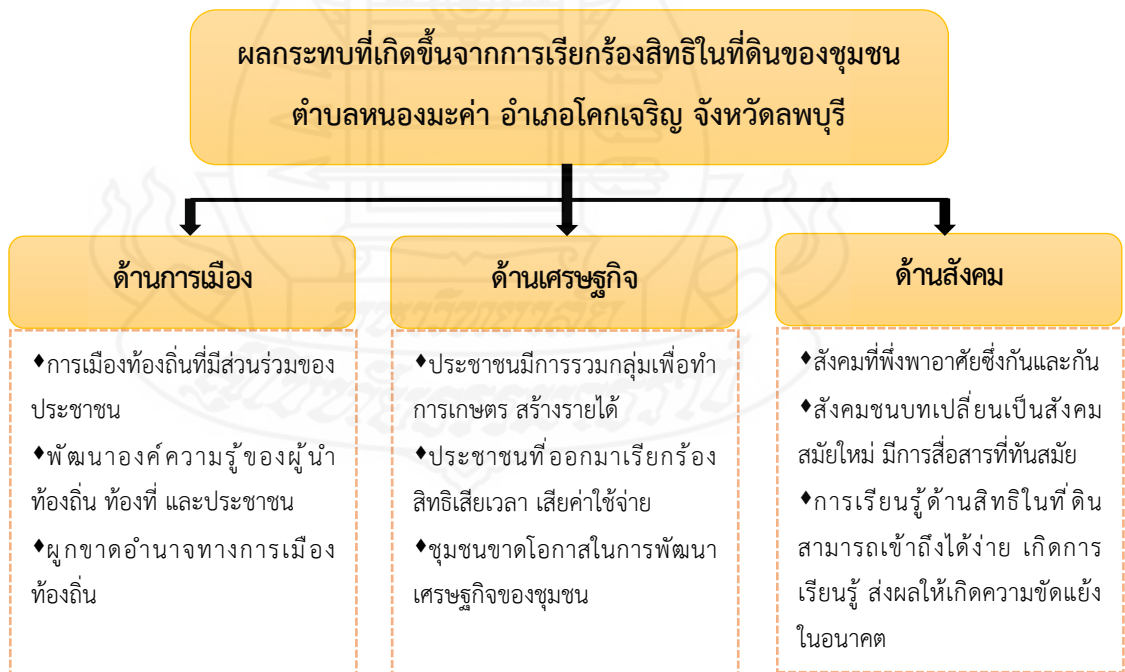 ผลกระทบที่เกิดขึ้นจากการเรียกร้องสิทธิในที่ดินของชุมชน
ตำบลหนองมะค่า อำเภอโคกเจริญ จังหวัดลพบุรี
ด้านการเมือง
♦การเมืองท้องถิ่นที่มีส่วนร่วมของ
ประชาชน
♦พัฒนาองค์ความรู้ของผู้นำ
ท้องถิ่น ท้องที่ และประชาชน
♦ผูกขาดอำนาจทางการเมือง
ท้องถิ่น
ด้านเศรษฐกิจ
♦ประชาชนมีการรวมกลุ่มเพื่อทำ
การเกษตร สร้างรายได้
♦ประชาชนที่ออกมาเรียกร้อง
สิทธิเสียเวลา เสียค่าใช้จ่าย
♦ชุมชนขาดโอกาสในการพัฒนา
เศรษฐกิจของชุมชน
ด้านสังคม
♦สังคมที่พึ่งพาอาศัยซึ่งกันและกัน
♦สังคมชนบทเปลี่ยนเป็นสังคม
สมัยใหม่ มีการสื่อสารที่ทันสมัย
♦การเรียนรู้ด้านสิทธิในที่ดิน
สามารถเข้าถึงได้ง่าย เกิดการ
เรียนรู้ ส่งผลให้เกิดความขัดแย้ง
ในอนาคต